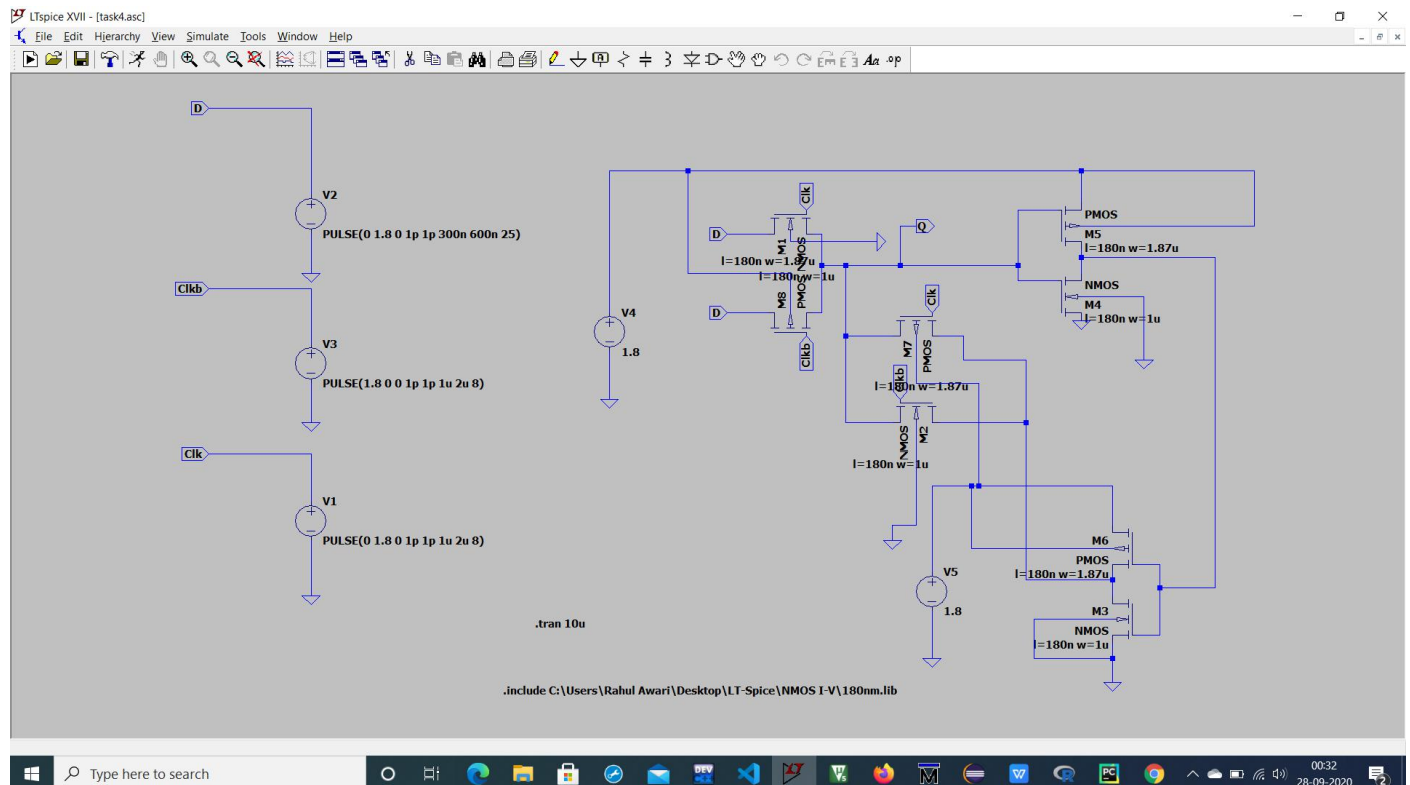 LTspice XVII - [task4.asc]
File Edit Hierarchy View Simulate Tools Window Help
Aa .op
D
V2
PULSE(0 1.8 0 1p 1p 300n 600n 25)
Clkb
V3
PULSE(1.8 0 0 1p 1p 1u 2u 8)
Clk
V1
PULSE(0 1.8 0 1p 1p 1u 2u 8)
V4
1.8
Clk
D
M1
NMOS
l=180n w=1.87u
l=180n w=1u
M8
PMOS
D
Clkb
Q
PMOS
M5
l=180n w=1.87u
NMOS
M4
l=180n w=1u
Clk
M7
PMOS
l=180n w=1.87u
Clkb
NMOS
M2
l=180n w=1u
V5
1.8
M6
PMOS
l=180n w=1.87u
M3
NMOS
l=180n w=1u
.tran 10u
.include C:\Users\Rahul Awari\Desktop\LT-Spice\NMOS I-V\180nm.lib
Type here to search
DEV
PC
00:32
28-09-2020
2